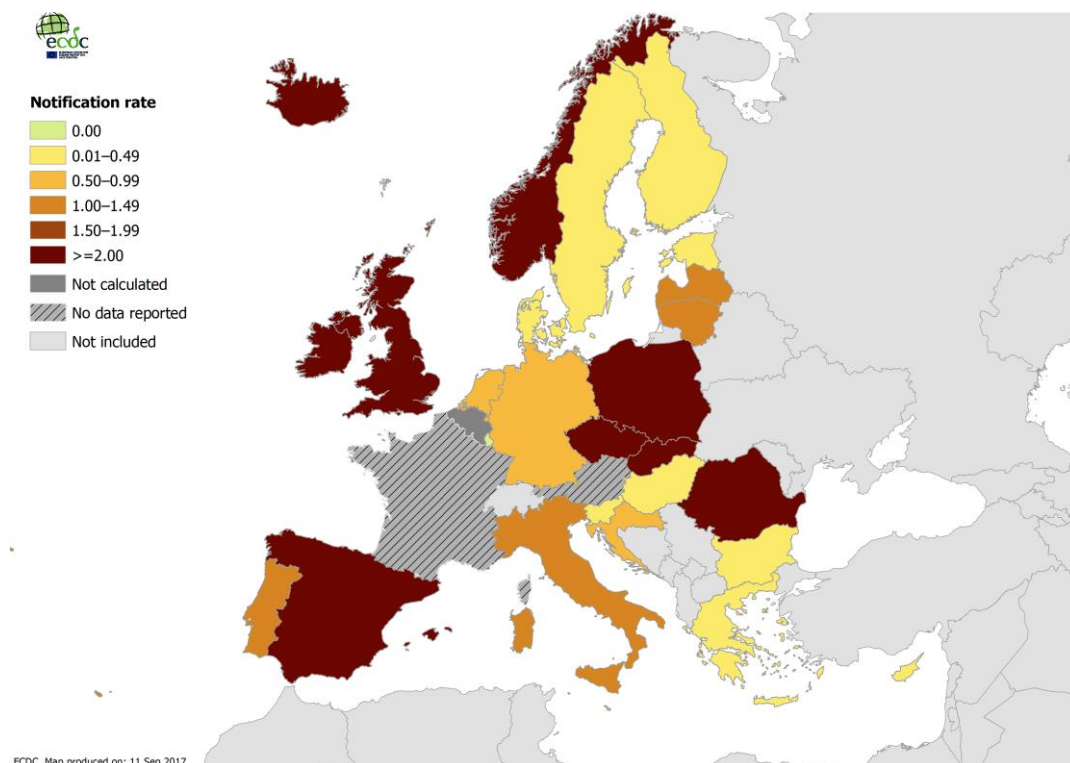 ecdc
Notification rate
0.00
0.01–0.49
0.50–0.99
1.00–1.49
1.50–1.99
>=2.00
Not calculated
No data reported
Not included
ECDC. Map produced on: 11 Sep 2017